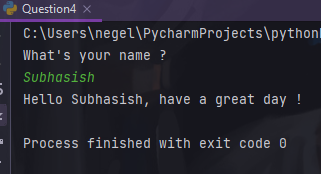 Question4
C:\Users\negel\PycharmProjects\python
What's your name ?
Subhasish
Hello Subhasish, have a great day !
Process finished with exit code 0